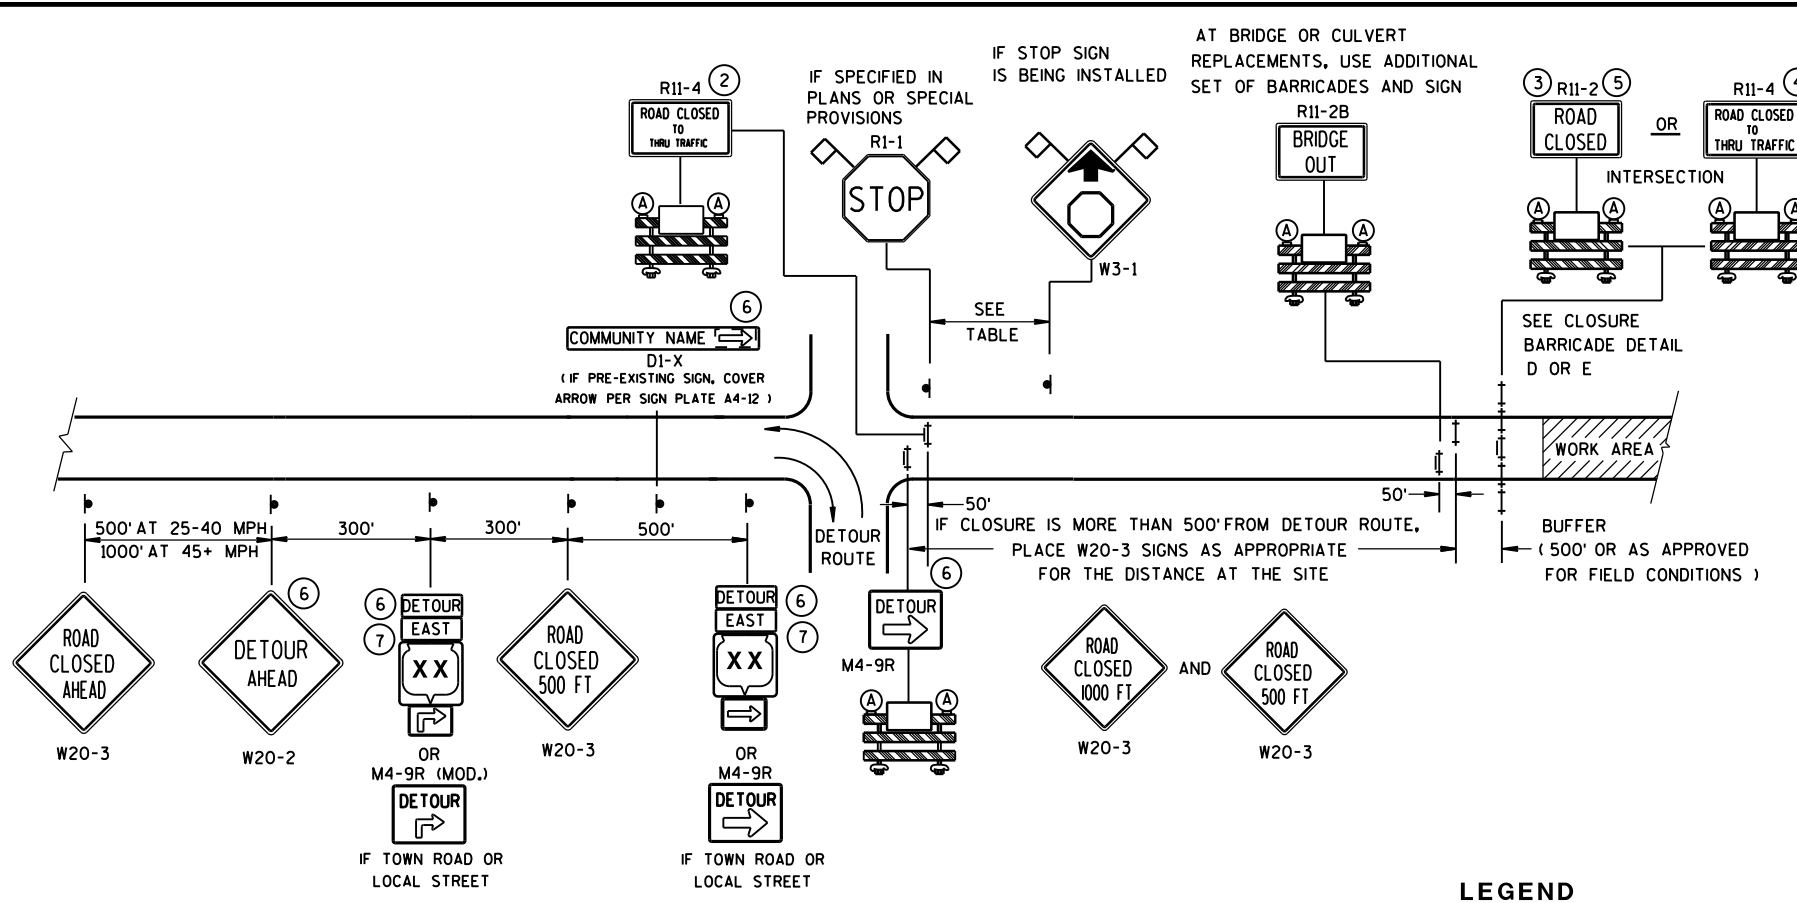 AT BRIDGE OR CULVERT
REPLACEMENTS, USE ADDITIONAL
SET OF BARRICADES AND SIGN
R11-2B
BRIDGE
OUT
A A
IF STOP SIGN
IS BEING INSTALLED
W3-1
IF SPECIFIED IN
PLANS OR SPECIAL
PROVISIONS
R1-1
STOP
SEE
TABLE
R11-4 2
ROAD CLOSED
TO
THRU TRAFFIC
A A
3 R11-2 5
ROAD
CLOSED
OR
R11-4 4
ROAD CLOSED
TO
THRU TRAFFIC
INTERSECTION
A A
A A
SEE CLOSURE
BARRICADE DETAIL
D OR E
6
COMMUNITY NAME
D1-X
(IF PRE-EXISTING SIGN, COVER
ARROW PER SIGN PLATE A4-12 )
WORK AREA
500' AT 25-40 MPH
1000' AT 45+ MPH
300'
300'
500'
DETOUR
ROUTE
50'
50'
IF CLOSURE IS MORE THAN 500' FROM DETOUR ROUTE,
PLACE W20-3 SIGNS AS APPROPRIATE
FOR THE DISTANCE AT THE SITE
BUFFER
( 500' OR AS APPROVED
FOR FIELD CONDITIONS )
ROAD
CLOSED
AHEAD
W20-3
6
DETOUR
AHEAD
W20-2
6
7
DETOUR
EAST
XX
OR
M4-9R (MOD.)
DETOUR
IF TOWN ROAD OR
LOCAL STREET
ROAD
CLOSED
500 FT
W20-3
DETOUR
EAST
XX
6
7
OR
M4-9R
DETOUR
IF TOWN ROAD OR
LOCAL STREET
6
DETOUR
M4-9R
A A
ROAD
CLOSED
1000 FT
W20-3
AND
ROAD
CLOSED
500 FT
W20-3
LEGEND